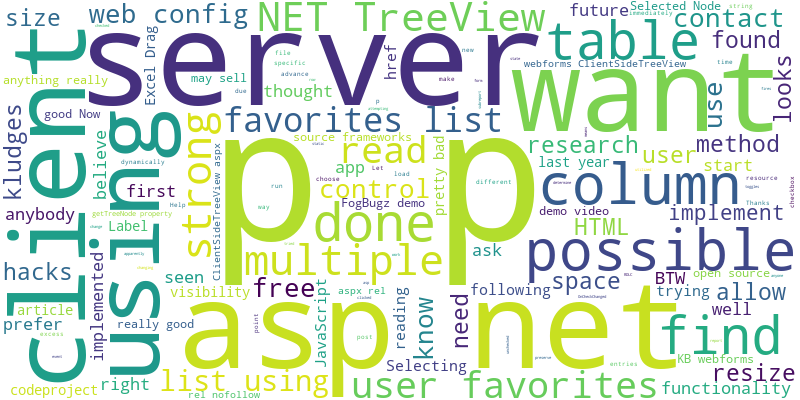 size
web config
NET TreeView
future
Selected Node
immediately
string
contact
Excel Drag
server
href
file
specific
advance
due
new
make
time
table
found
anything really
may sell
thought
webforms ClientSideTreeView
want
looks
client
kludges
good Now
favorites list
use
using
believe
dynamically
strong
source frameworks
read
pretty bad
research
method
app
last year
user
start
first
Help
control
choose
Let
load
p p
column
resource
checkbox
anybody
getTreeNode property
Label
ClientSideTreeView aspx
run
way
FogBugz demo
done
different
demo video
HTML
implement
Thanks
possible
hacks
implemented
seen
multiple
ask
space
BTW
open source
prefer
article
visibility
free
aspx rel
following
trying
allow
really good
asp net
JavaScript
reading
know
need
well
find
point
post
entries
KB webforms
resize
codeproject
right
list using
rel nofollow
Selecting
user favorites
functionality